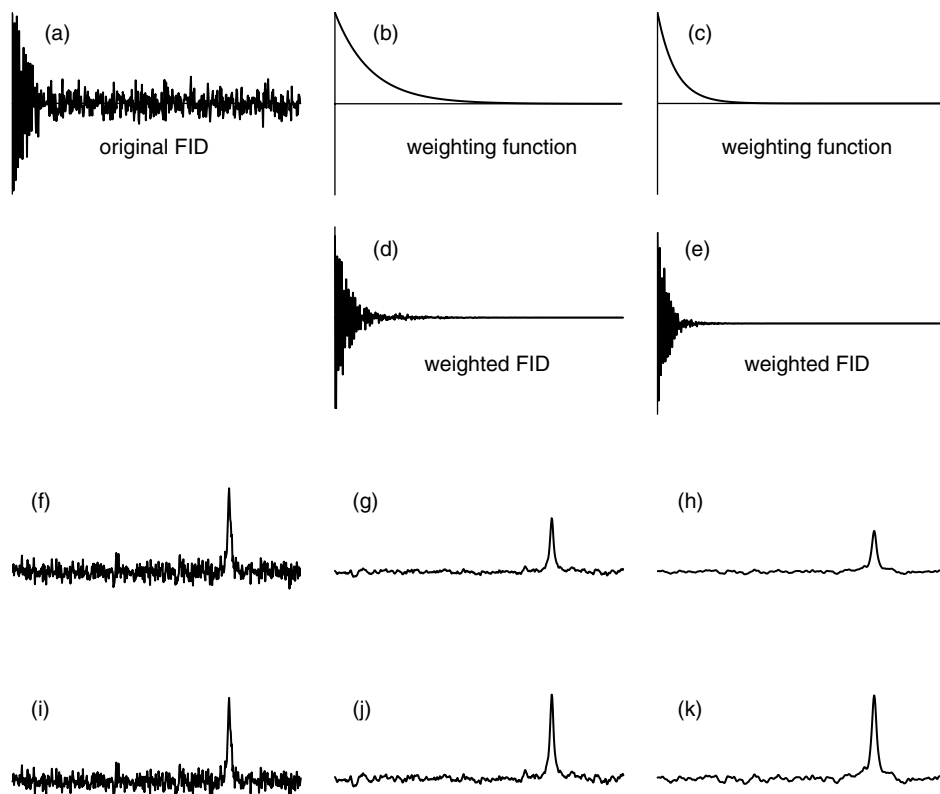 (a)
(b)
(c)
original FID
weighting function
weighting function
(d)
(e)
weighted FID
weighted FID
(f)
(g)
(h)
(i)
(j)
(k)